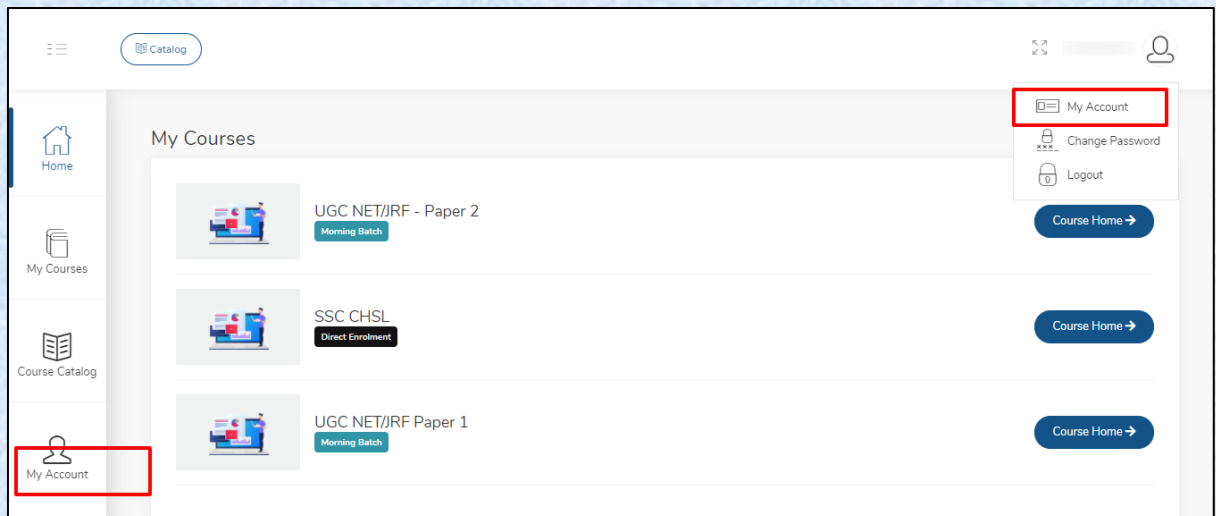 Catalog
My Account
Change Password
Logout
Home
My Courses
Course Catalog
My Account
My Courses
UGC NET/JRF - Paper 2
Morning Batch
Course Home →
SSC CHSL
Direct Enrolment
Course Home →
UGC NET/JRF Paper 1
Morning Batch
Course Home →